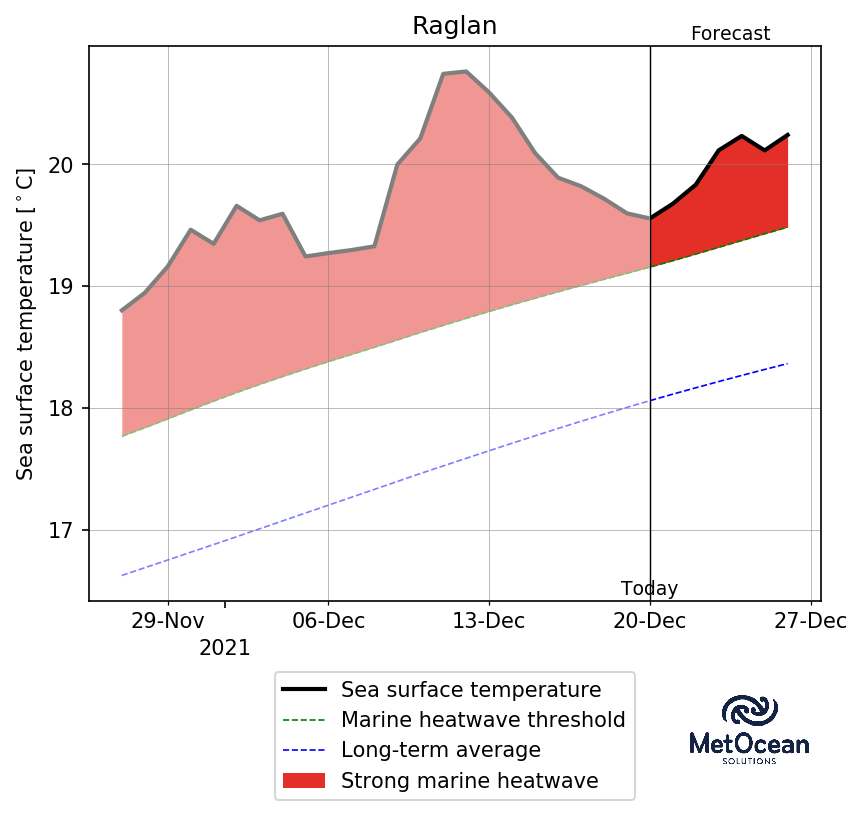 Raglan
Forecast
Sea surface temperature [°C]
20
19
18
17
Today
29-Nov 06-Dec 13-Dec 20-Dec 27-Dec
2021
Sea surface temperature
Marine heatwave threshold
Long-term average
Strong marine heatwave
MetOcean
SOLUTIONS